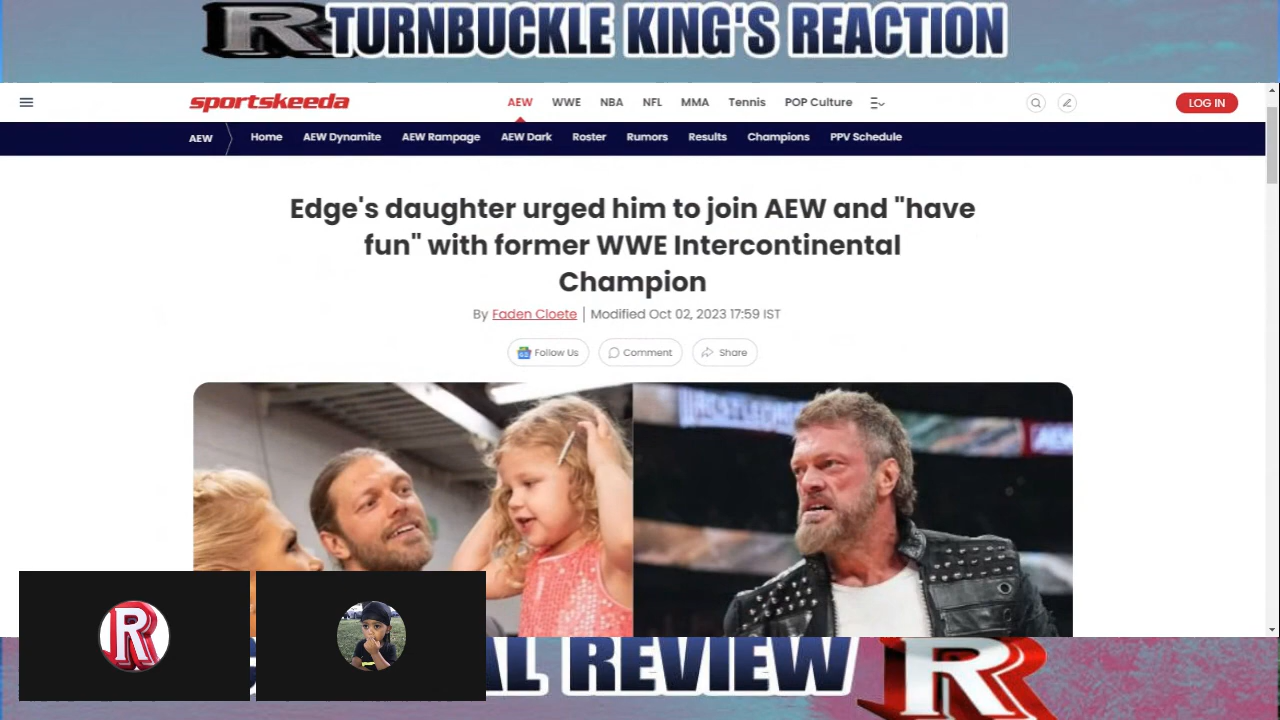 R TURNBUCKLE KING'S REACTION
sportskeeda
AEW WWE NBA NFL MMA Tennis POP Culture
LOG IN
AEW Home AEW Dynamite AEW Rampage AEW Dark Roster Rumors Results Champions PPV Schedule
Edge's daughter urged him to join AEW and "have
fun" with former WWE Intercontinental
Champion
By Faden Cloete | Modified Oct 02, 2023 17:59 IST
Follow Us Comment Share
R
L REVIEW R